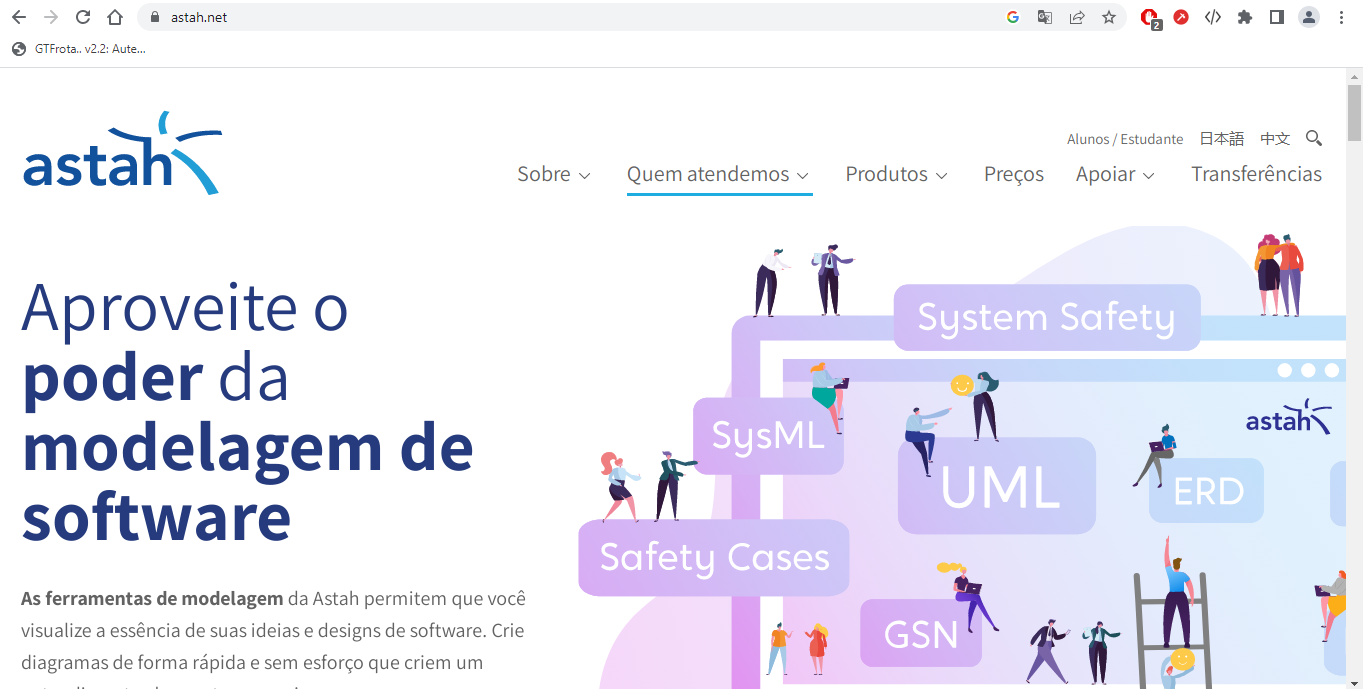 astah.net
2
GTFrota.. v2.2: Aute...
astah
Alunos / Estudante 日本語 中文
Sobre Quem atendemos Produtos Preços Apoiar Transferências
Aproveite o
poder da
modelagem de
software
As ferramentas de modelagem da Astah permitem que você
visualize a essência de suas ideias e designs de software. Crie
diagramas de forma rápida e sem esforço que criem um
System Safety
astah
SysML
UML
ERD
Safety Cases
GSN